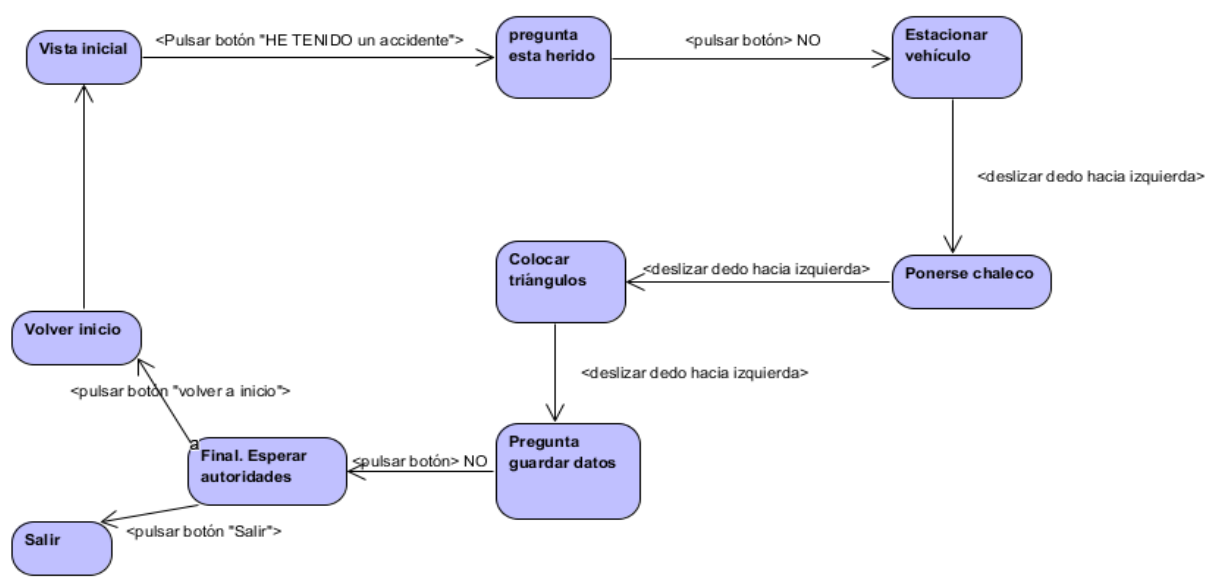 Vista inicial
<Pulsar botón "HE TENIDO un accidente">
pregunta
esta herido
<pulsar botón> NO
Estacionar
vehículo
<deslizar dedo hacia izquierda>
Ponerse chaleco
<deslizar dedo hacia izquierda>
Colocar
triángulos
<deslizar dedo hacia izquierda>
Pregunta
guardar datos
<pulsar botón> NO
a
Final. Esperar
autoridades
<pulsar botón "volver a inicio">
Volver inicio
<pulsar botón "Salir">
Salir